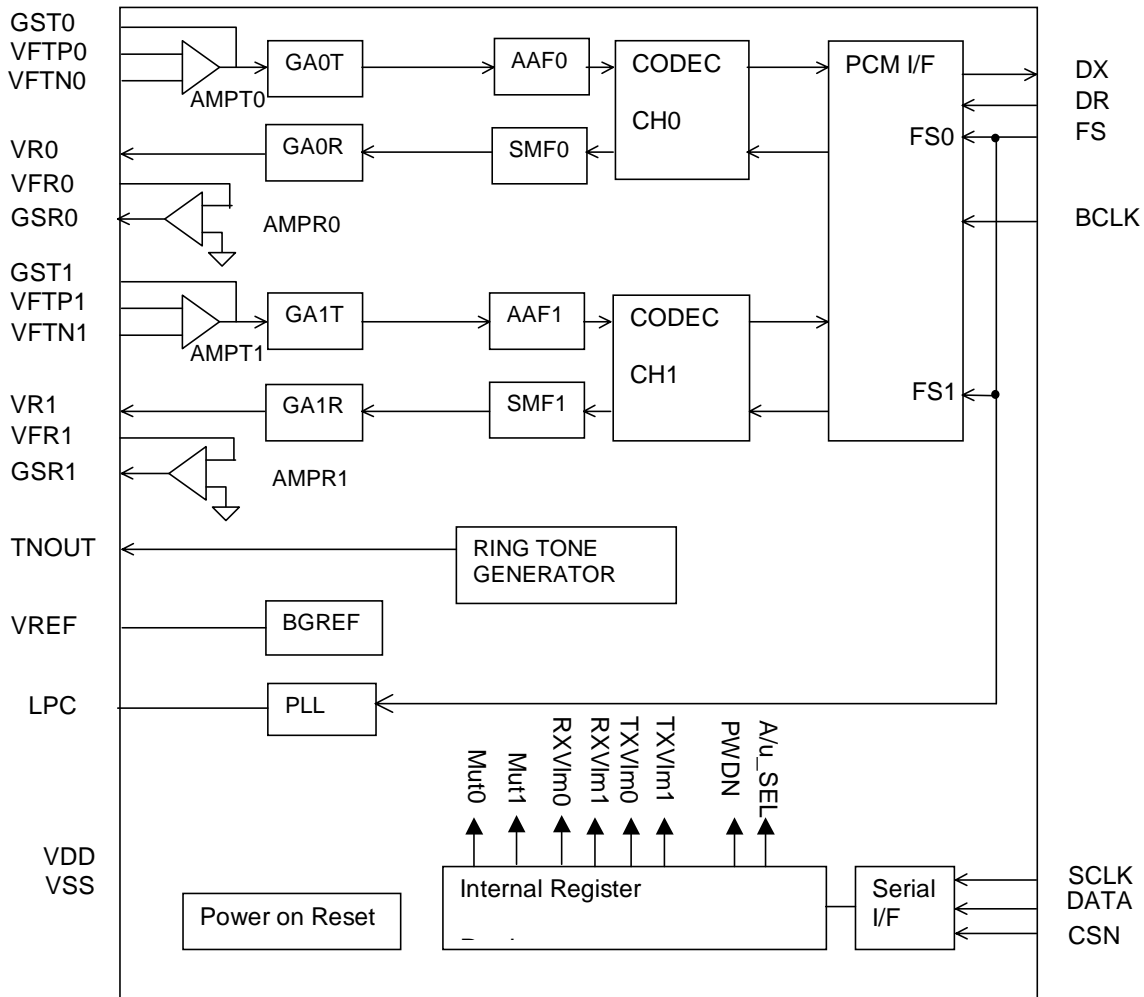 GST0
VFTP0
VFTN0
AMPT0
GA0T
AAF0
CODEC
CH0
PCM I/F
DX
DR
FS
FS0
VR0
GA0R
SMF0
VFR0
GSR0
AMPR0
BCLK
GST1
VFTP1
VFTN1
AMPT1
GA1T
AAF1
CODEC
CH1
FS1
VR1
GA1R
SMF1
VFR1
GSR1
AMPR1
TNOUT
RING TONE
GENERATOR
VREF
BGREF
LPC
PLL
Mut0
Mut1
RXVlm0
RXVlm1
TXVlm0
TXVlm1
PWDN
A/u_SEL
VDD
VSS
Power on Reset
Internal Register
Serial
I/F
SCLK
DATA
CSN